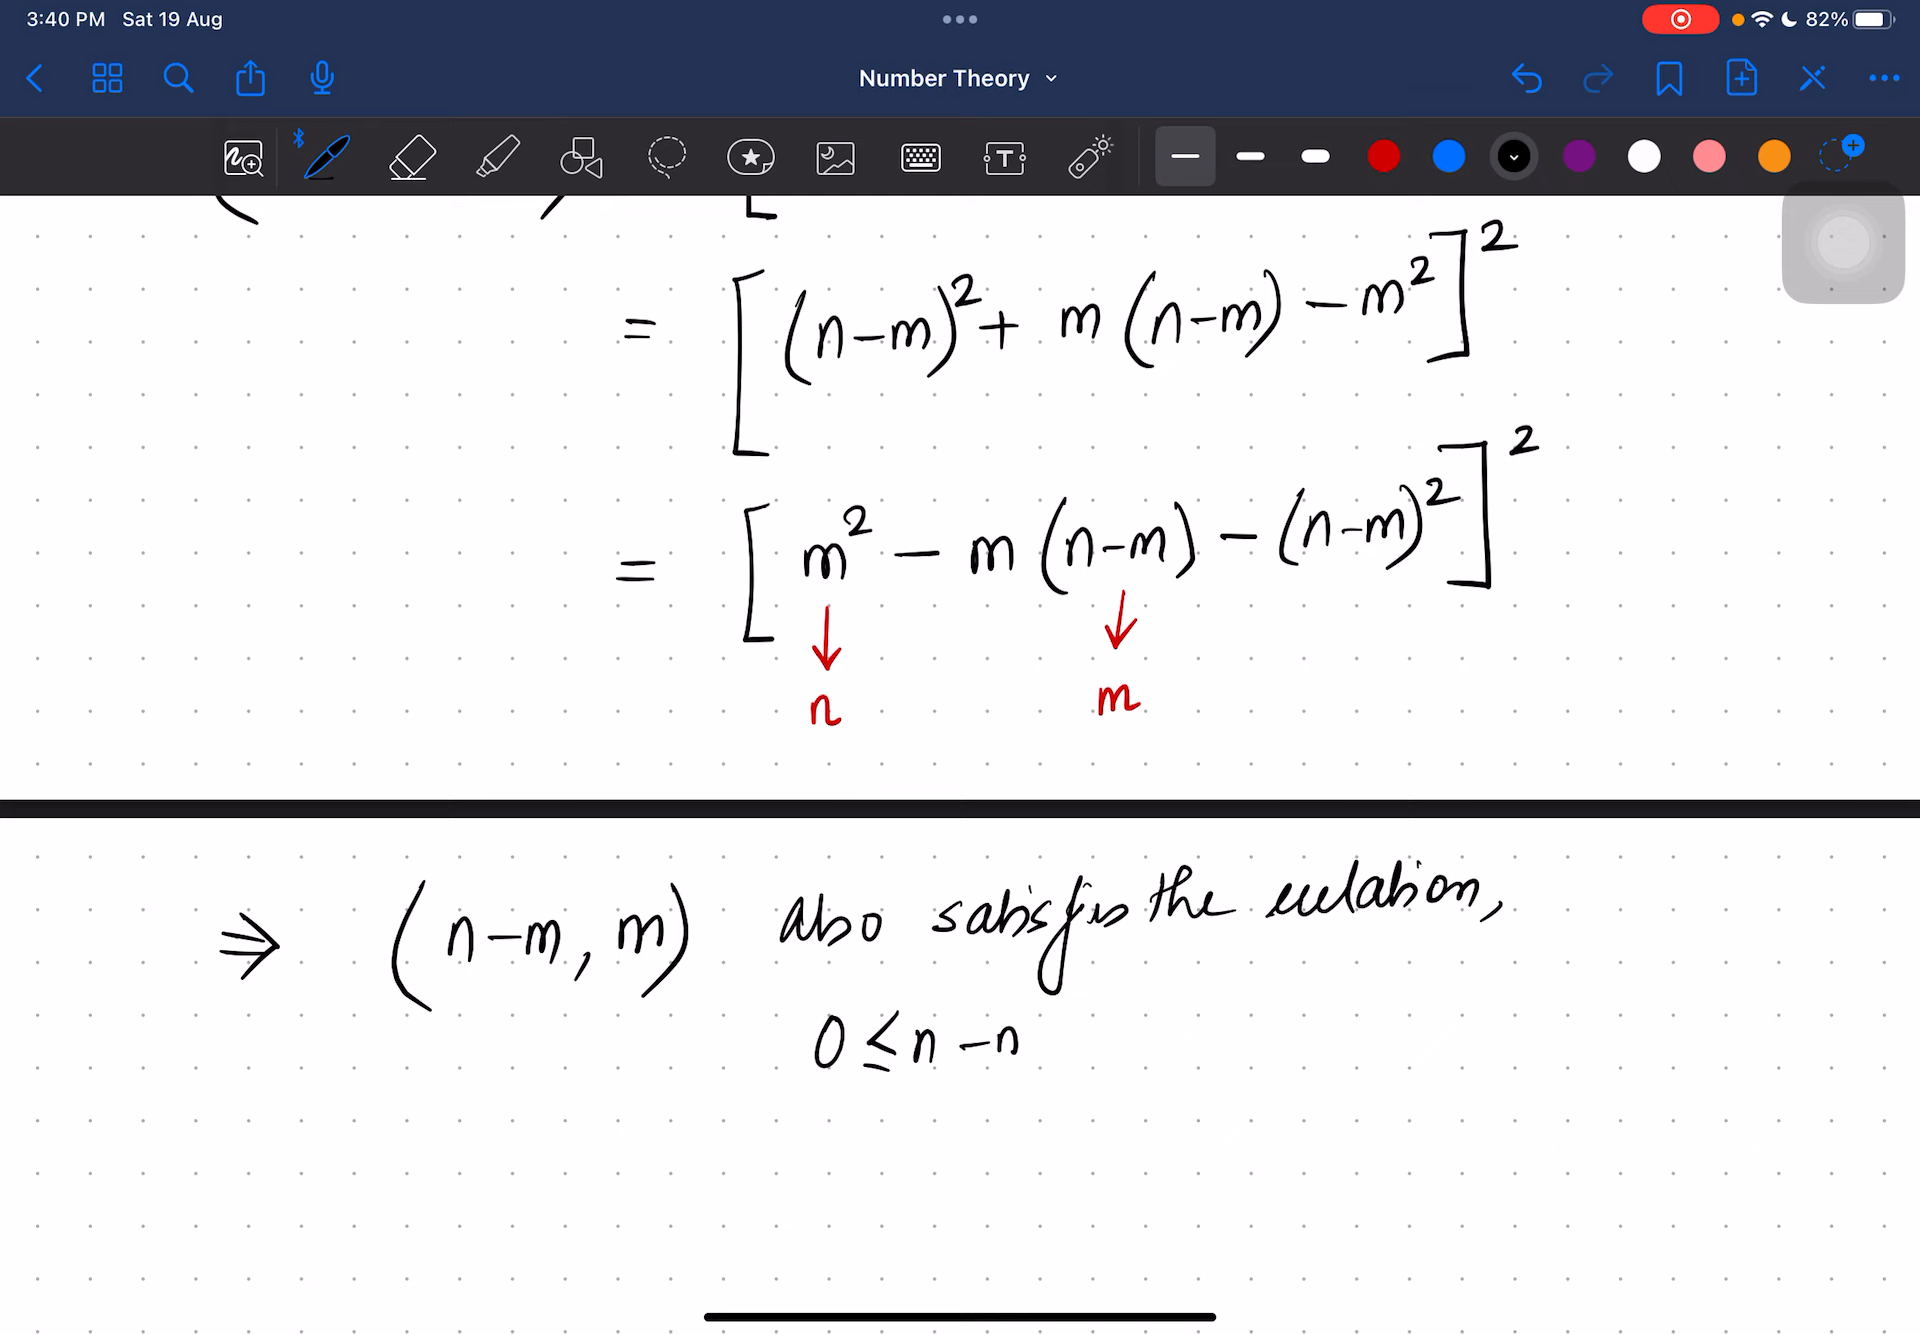 3:40 PM Sat 19 Aug 82%
Number Theory
= [(n-m)² + m(n-m) - m²]²
= [m² - m(n-m) - (n-m)²]²
↓ ↓
n m
⇒ (n-m, m) also satisfies the relation,
0 ≤ n - n